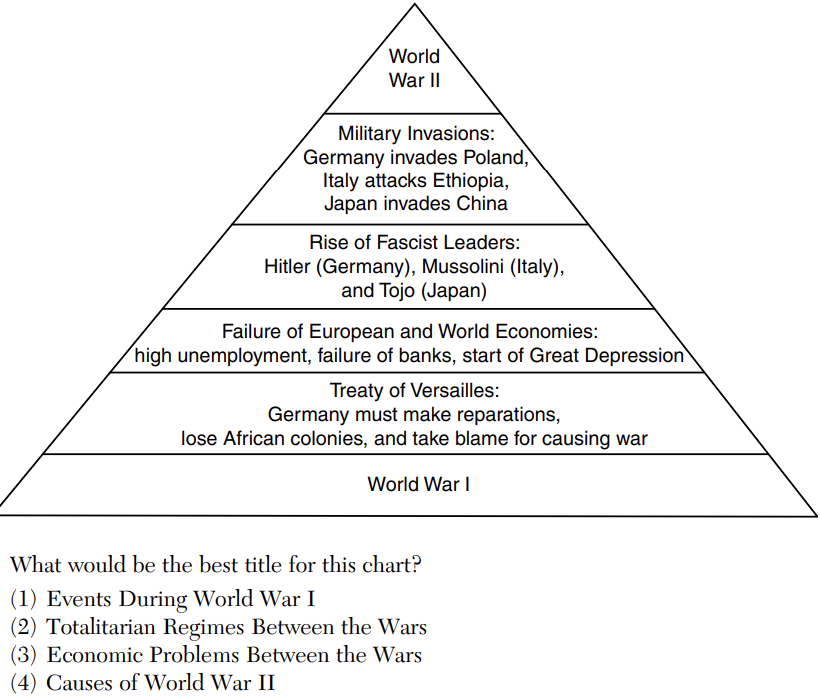 World
War II
Military Invasions:
Germany invades Poland,
Italy attacks Ethiopia,
Japan invades China
Rise of Fascist Leaders:
Hitler (Germany), Mussolini (Italy),
and Tojo (Japan)
Failure of European and World Economies:
high unemployment, failure of banks, start of Great Depression
Treaty of Versailles:
Germany must make reparations,
lose African colonies, and take blame for causing war
World War I
What would be the best title for this chart?
(1) Events During World War I
(2) Totalitarian Regimes Between the Wars
(3) Economic Problems Between the Wars
(4) Causes of World War II